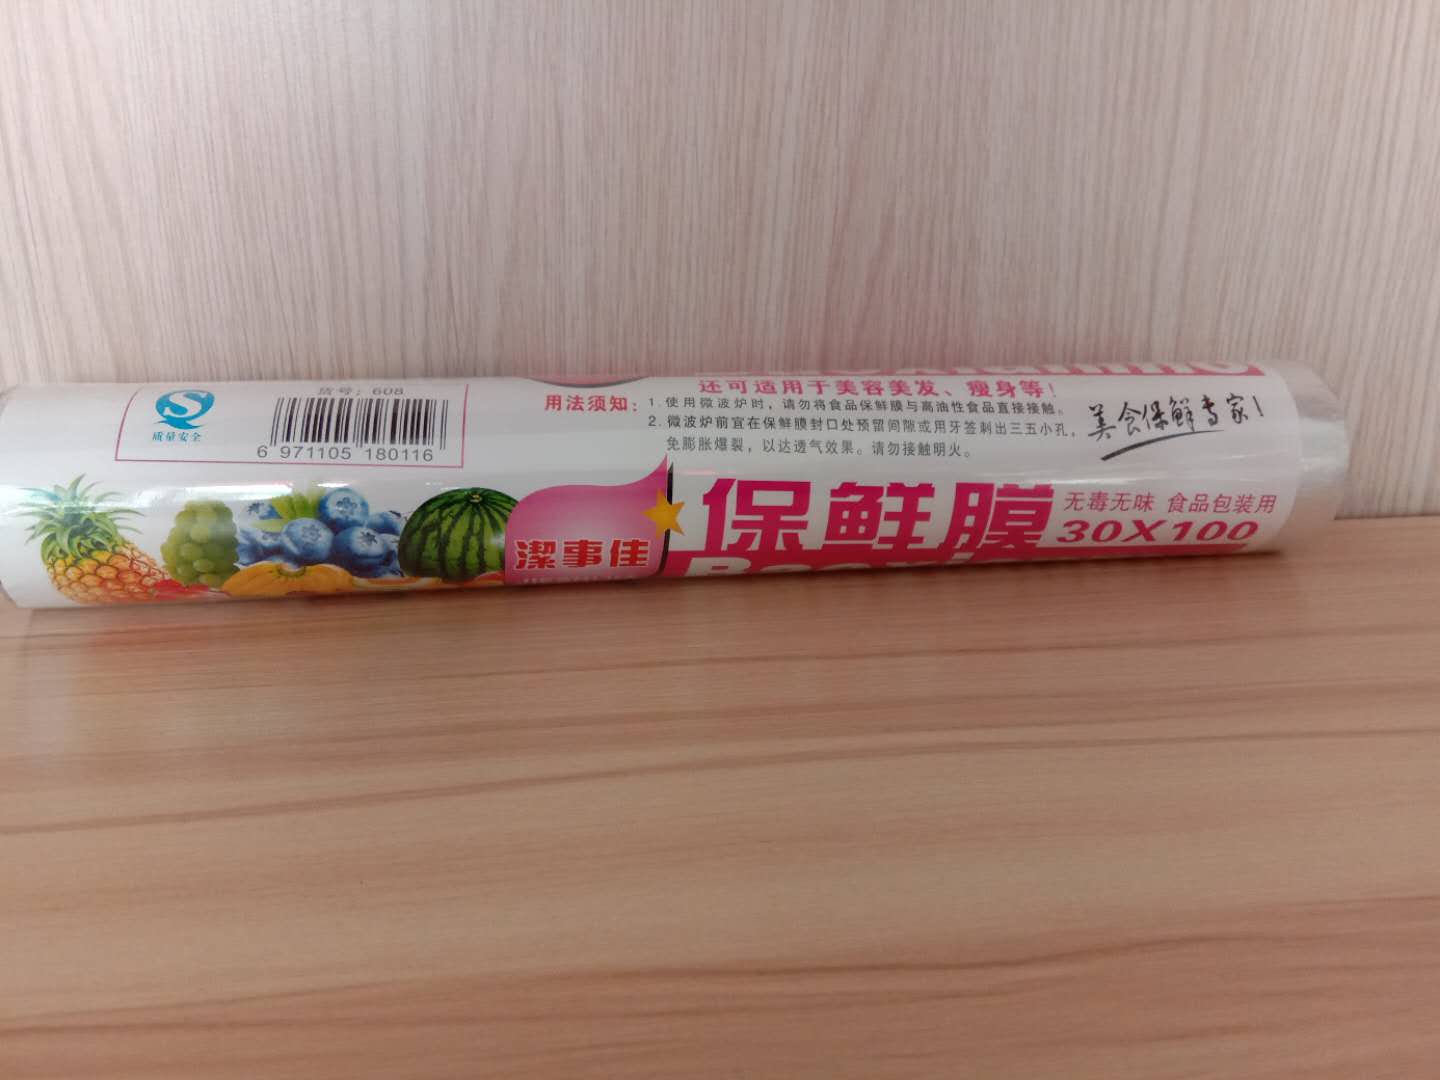 货号：608
质量安全
6 971105 180116
还可适用于美容美发、瘦身等！
用法须知：1.使用微波炉时，请勿将食品保鲜膜与高油性食品直接接触。
2.微波炉前宜在保鲜膜封口处预留间隙或用牙签刺出三五小孔，
免膨胀爆裂，以达透气效果。请勿接触明火。
美食保鲜专家！
潔事佳
保鲜膜
无毒无味 食品包装用
30X100